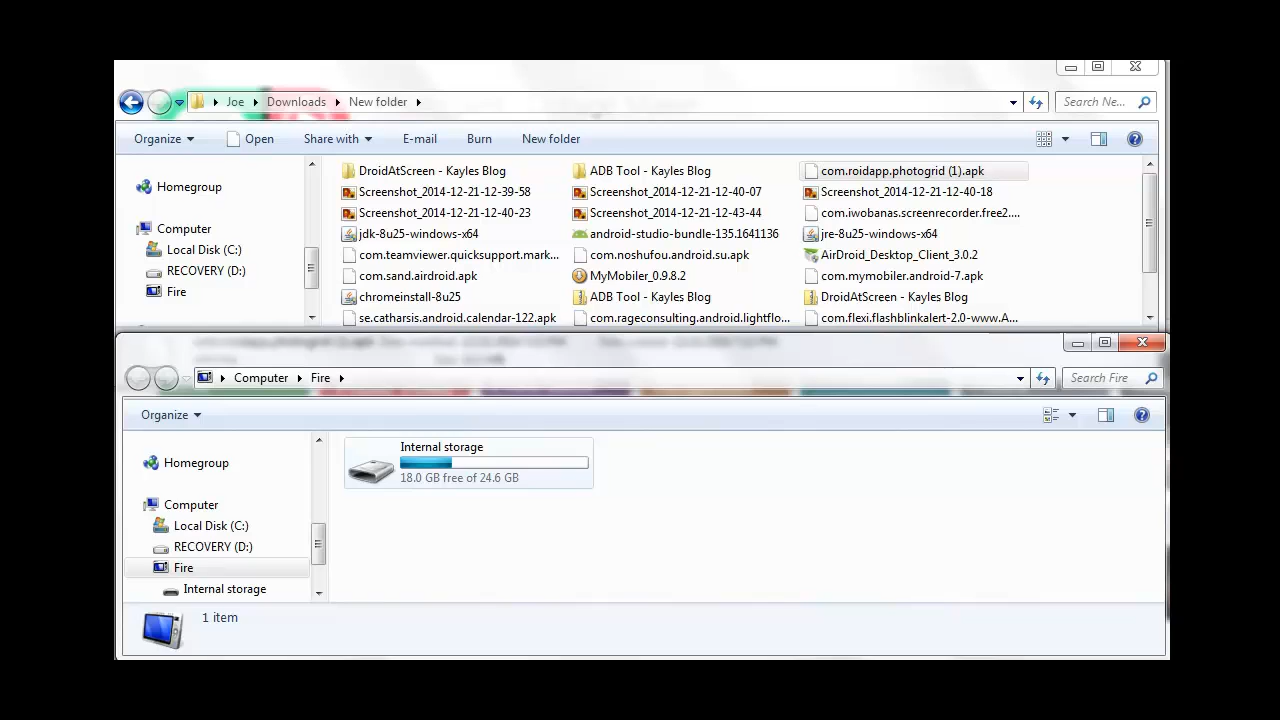 Joe Downloads New folder
Search Ne...
Organize Open Share with E-mail Burn New folder
Homegroup
Computer
Local Disk (C:)
RECOVERY (D:)
Fire
DroidAtScreen - Kayles Blog ADB Tool - Kayles Blog com.roidapp.photogrid (1).apk
Screenshot_2014-12-21-12-39-58 Screenshot_2014-12-21-12-40-07 Screenshot_2014-12-21-12-40-18
Screenshot_2014-12-21-12-40-23 Screenshot_2014-12-21-12-43-44 com.iwobanas.screenrecorder.free2....
jdk-8u25-windows-x64 android-studio-bundle-135.1641136 jre-8u25-windows-x64
com.teamviewer.quicksupport.mark... com.noshufou.android.su.apk AirDroid_Desktop_Client_3.0.2
com.sand.airdroid.apk MyMobiler_0.9.8.2 com.mymobiler.android-7.apk
chromeinstall-8u25 ADB Tool - Kayles Blog DroidAtScreen - Kayles Blog
se.catharsis.android.calendar-122.apk com.rageconsulting.android.lightflo... com.flexi.flashblinkalert-2.0-www.A...
Computer Fire
Search Fire
Organize
Homegroup
Computer
Local Disk (C:)
RECOVERY (D:)
Fire
Internal storage
Internal storage
18.0 GB free of 24.6 GB
1 item